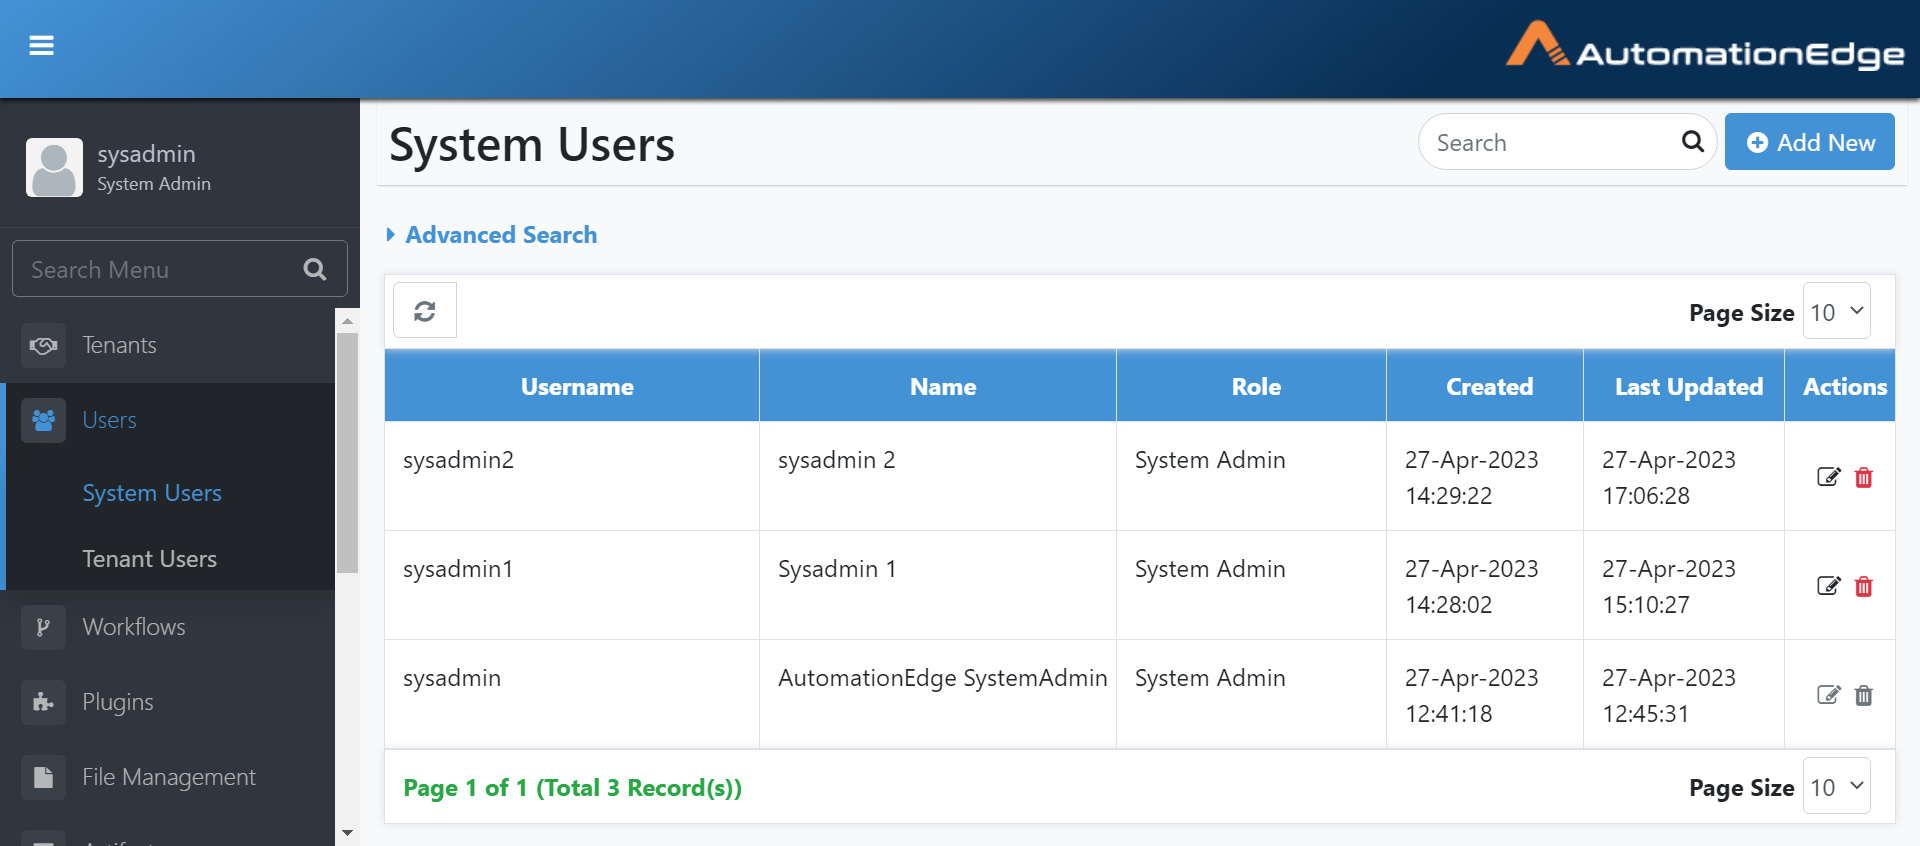 AutomationEdge
sysadmin
System Admin
Search Menu
Tenants
Users
System Users
Tenant Users
Workflows
Plugins
File Management
System Users
Search
Add New
Advanced Search
Page Size 10
Username Name Role Created Last Updated Actions
sysadmin2 sysadmin 2 System Admin 27-Apr-2023 14:29:22 27-Apr-2023 17:06:28
sysadmin1 Sysadmin 1 System Admin 27-Apr-2023 14:28:02 27-Apr-2023 15:10:27
sysadmin AutomationEdge SystemAdmin System Admin 27-Apr-2023 12:41:18 27-Apr-2023 12:45:31
Page 1 of 1 (Total 3 Record(s))
Page Size 10